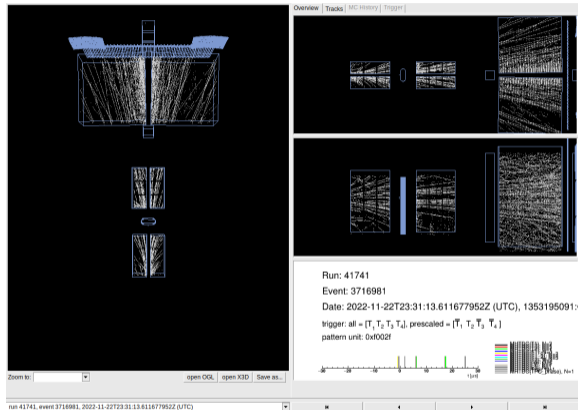 Overview Tracks MC History Trigger
Run: 41741
Event: 3716981
Date: 2022-11-22T23:31:13.611677952Z (UTC), 1353195091:
trigger: all = [T1 T2 T3 T4], prescaled = [T1 T2 T3 T4 ]
pattern unit: 0xf002f
t [μs]
N=1
Zoom to:
open OGL open X3D Save as...
run 41741, event 3716981, 2022-11-22T23:31:13.611677952Z (UTC)